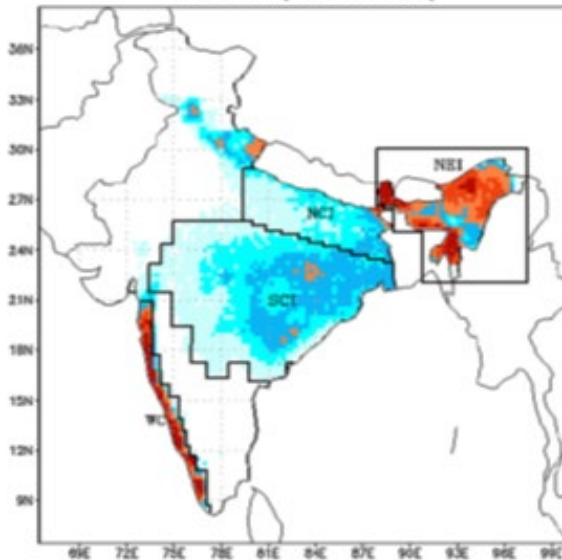 36N
33N
30N
NEI
27N
NCI
24N
21N
SCI
18N
15N
WC
12N
9N
69E 72E 75E 78E 81E 84E 87E 90E 93E 96E 99E